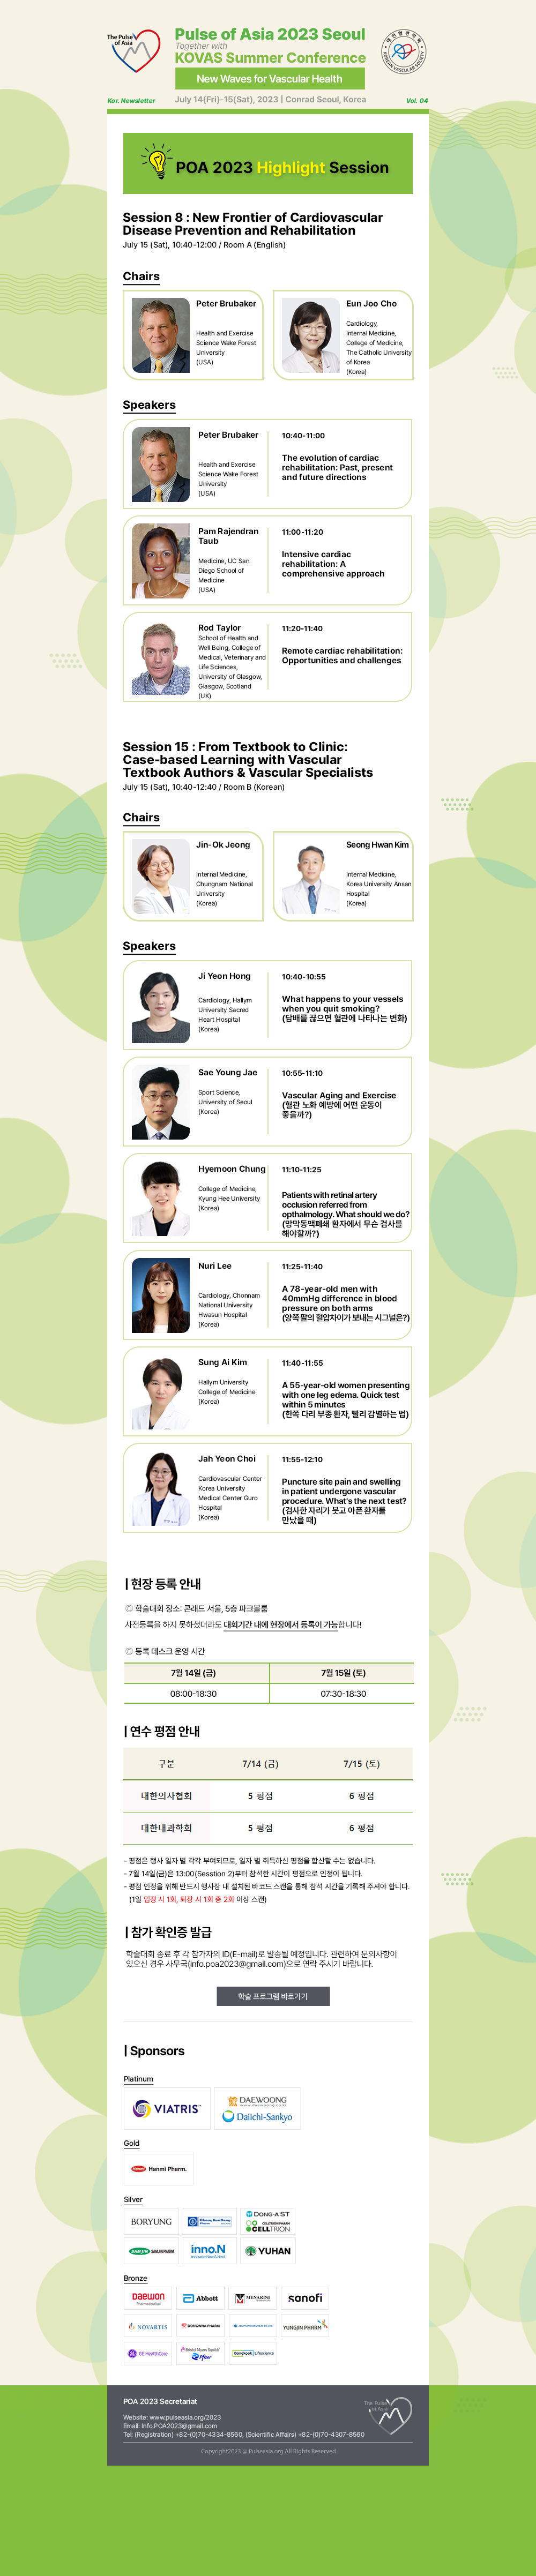 The Pulse
of Asia
Pulse of Asia 2023 Seoul
Together with
KOVAS Summer Conference
New Waves for Vascular Health
대한혈관학회
KOREAN VASCULAR SOCIETY
Kor. Newsletter
July 14(Fri)-15(Sat), 2023 | Conrad Seoul, Korea
Vol. 04
POA 2023 Highlight Session
Session 8 : New Frontier of Cardiovascular
Disease Prevention and Rehabilitation
July 15 (Sat), 10:40-12:00 / Room A (English)
Chairs
Peter Brubaker
Health and Exercise
Science Wake Forest
University
(USA)
Eun Joo Cho
Cardiology,
Internal Medicine,
College of Medicine,
The Catholic University
of Korea
(Korea)
Speakers
Peter Brubaker
Health and Exercise
Science Wake Forest
University
(USA)
10:40-11:00
The evolution of cardiac
rehabilitation: Past, present
and future directions
Pam Rajendran
Taub
Medicine, UC San
Diego School of
Medicine
(USA)
11:00-11:20
Intensive cardiac
rehabilitation: A
comprehensive approach
Rod Taylor
School of Health and
Well Being, College of
Medical, Veterinary and
Life Sciences,
University of Glasgow,
Glasgow, Scotland
(UK)
11:20-11:40
Remote cardiac rehabilitation:
Opportunities and challenges
Session 15 : From Textbook to Clinic:
Case-based Learning with Vascular
Textbook Authors & Vascular Specialists
July 15 (Sat), 10:40-12:40 / Room B (Korean)
Chairs
Jin-Ok Jeong
Internal Medicine,
Chungnam National
University
(Korea)
Seong Hwan Kim
Internal Medicine,
Korea University Ansan
Hospital
(Korea)
Speakers
Ji Yeon Hong
Cardiology, Hallym
University Sacred
Heart Hospital
(Korea)
10:40-10:55
What happens to your vessels
when you quit smoking?
(담배를 끊으면 혈관에 나타나는 변화)
Sae Young Jae
Sport Science,
University of Seoul
(Korea)
10:55-11:10
Vascular Aging and Exercise
(혈관 노화 예방에 어떤 운동이
좋을까?)
Hyemoon Chung
College of Medicine,
Kyung Hee University
(Korea)
11:10-11:25
Patients with retinal artery
occlusion referred from
opthalmology. What should we do?
(망막동맥폐쇄 환자에서 무슨 검사를
해야할까?)
Nuri Lee
Cardiology, Chonnam
National University
Hwasun Hospital
(Korea)
11:25-11:40
A 78-year-old men with
40mmHg difference in blood
pressure on both arms
(양쪽 팔의 혈압차이가 보내는 시그널은?)
Sung Ai Kim
Hallym University
College of Medicine
(Korea)
11:40-11:55
A 55-year-old women presenting
with one leg edema. Quick test
within 5 minutes
(한쪽 다리 부종 환자, 빨리 감별하는 법)
Jah Yeon Choi
Cardiovascular Center
Korea University
Medical Center Guro
Hospital
(Korea)
11:55-12:10
Puncture site pain and swelling
in patient undergone vascular
procedure. What's the next test?
(검사한 자리가 붓고 아픈 환자를
만났을 때)
| 현장 등록 안내
◎ 학술대회 장소: 콘래드 서울, 5층 파크볼룸
사전등록을 하지 못하셨더라도 대회기간 내에 현장에서 등록이 가능합니다!
◎ 등록 데스크 운영 시간
7월 14일 (금) 7월 15일 (토)
08:00-18:30 07:30-18:30
| 연수 평점 안내
구분 7/14 (금) 7/15 (토)
대한의사협회 5 평점 6 평점
대한내과학회 5 평점 6 평점
- 평점은 행사 일자 별 각각 부여되므로, 일자 별 취득하신 평점을 합산할 수는 없습니다.
- 7월 14일(금)은 13:00(Sesstion 2)부터 참석한 시간이 평점으로 인정이 됩니다.
- 평점 인정을 위해 반드시 행사장 내 설치된 바코드 스캔을 통해 참석 시간을 기록해 주셔야 합니다.
(1일 입장 시 1회, 퇴장 시 1회 총 2회 이상 스캔)
| 참가 확인증 발급
학술대회 종료 후 각 참가자의 ID(E-mail)로 발송될 예정입니다. 관련하여 문의사항이
있으신 경우 사무국(info.poa2023@gmail.com)으로 연락 주시기 바랍니다.
학술 프로그램 바로가기
| Sponsors
Platinum
VIATRIS
DAEWOONG
www.daewoong.co.kr
Daiichi-Sankyo
Gold
Hanmi Pharm.
Silver
BORYUNG
ChongKunDang
DONG-A ST
CELLTRION PHARM
CELLTRION
SAMJIN PHARM
inno.N
YUHAN
Bronze
DAEWON
Pharmaceutical
Abbott
MENARINI
sanofi
NOVARTIS
DONGWHA PHARM
YUNGJIN PHARM
GE HealthCare
Bristol Myers Squibb
Pfizer
Dongkook Lifescience
POA 2023 Secretariat
Website: www.pulseasia.org/2023
Email: Info.POA2023@gmail.com
Tel: (Registration) +82-(0)70-4334-8560, (Scientific Affairs) +82-(0)70-4307-8560
The Pulse
of Asia
Copyright2023 @ Pulseasia.org All Rights Reserved